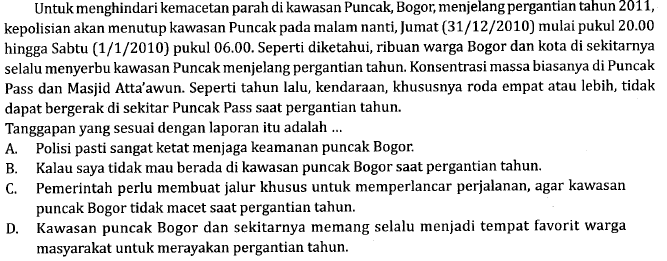 Untuk menghindari kemacetan parah di kawasan Puncak, Bogor, menjelang pergantian tahun 2011,
kepolisian akan menutup kawasan Puncak pada malam nanti, Jumat (31/12/2010) mulai pukul 20.00
hingga Sabtu (1/1/2010) pukul 06.00. Seperti diketahui, ribuan warga Bogor dan kota di sekitarnya
selalu menyerbu kawasan Puncak menjelang pergantian tahun. Konsentrasi massa biasanya di Puncak
Pass dan Masjid Atta'awun. Seperti tahun lalu, kendaraan, khususnya roda empat atau lebih, tidak
dapat bergerak di sekitar Puncak Pass saat pergantian tahun.
Tanggapan yang sesuai dengan laporan itu adalah ...
A. Polisi pasti sangat ketat menjaga keamanan puncak Bogor.
B. Kalau saya tidak mau berada di kawasan puncak Bogor saat pergantian tahun.
C. Pemerintah perlu membuat jalur khusus untuk memperlancar perjalanan, agar kawasan
puncak Bogor tidak macet saat pergantian tahun.
D. Kawasan puncak Bogor dan sekitarnya memang selalu menjadi tempat favorit warga
masyarakat untuk merayakan pergantian tahun.